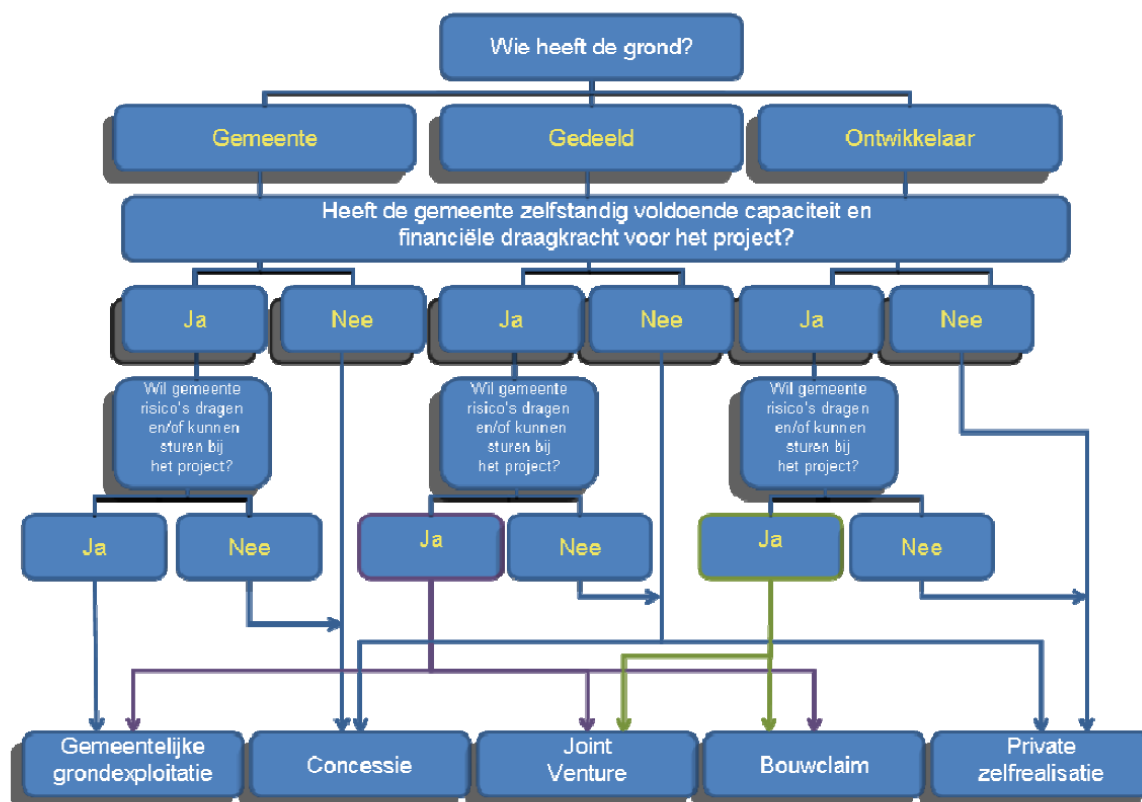 Wie heeft de grond?
Gemeente
Gedeeld
Ontwikkelaar
Heeft de gemeente zelfstandig voldoende capaciteit en
financiële draagkracht voor het project?
Ja
Nee
Ja
Nee
Ja
Nee
Wil gemeente
risico's dragen
en/of kunnen
sturen bij
het project?
Wil gemeente
risico's dragen
en/of kunnen
sturen bij
het project?
Wil gemeente
risico's dragen
en/of kunnen
sturen bij
het project?
Ja
Nee
Ja
Nee
Ja
Nee
Gemeentelijke
grondexploitatie
Concessie
Joint
Venture
Bouwclaim
Private
zelfrealisatie